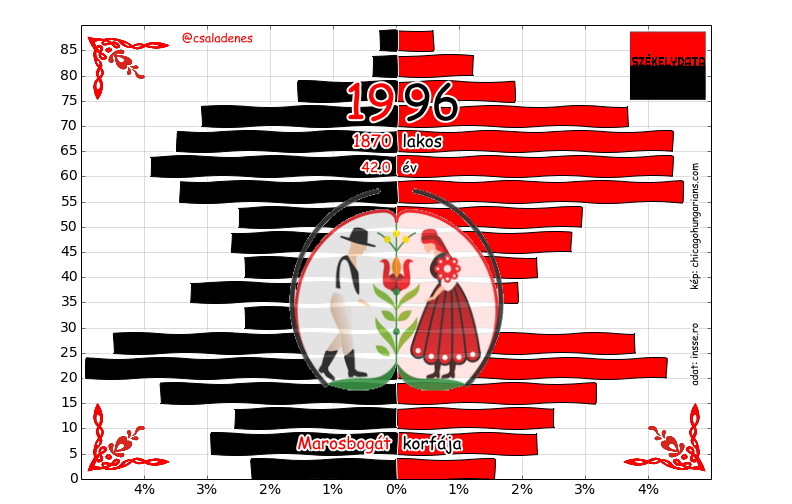 @csaladenes
SZÉKELYDATA
1996
1870 lakos
42,0 év
kép: chicagohungarians.com
adat: insse.ro
Marosbogát korfája
85
80
75
70
65
60
55
50
45
40
35
30
25
20
15
10
5
0
4% 3% 2% 1% 0% 1% 2% 3% 4%